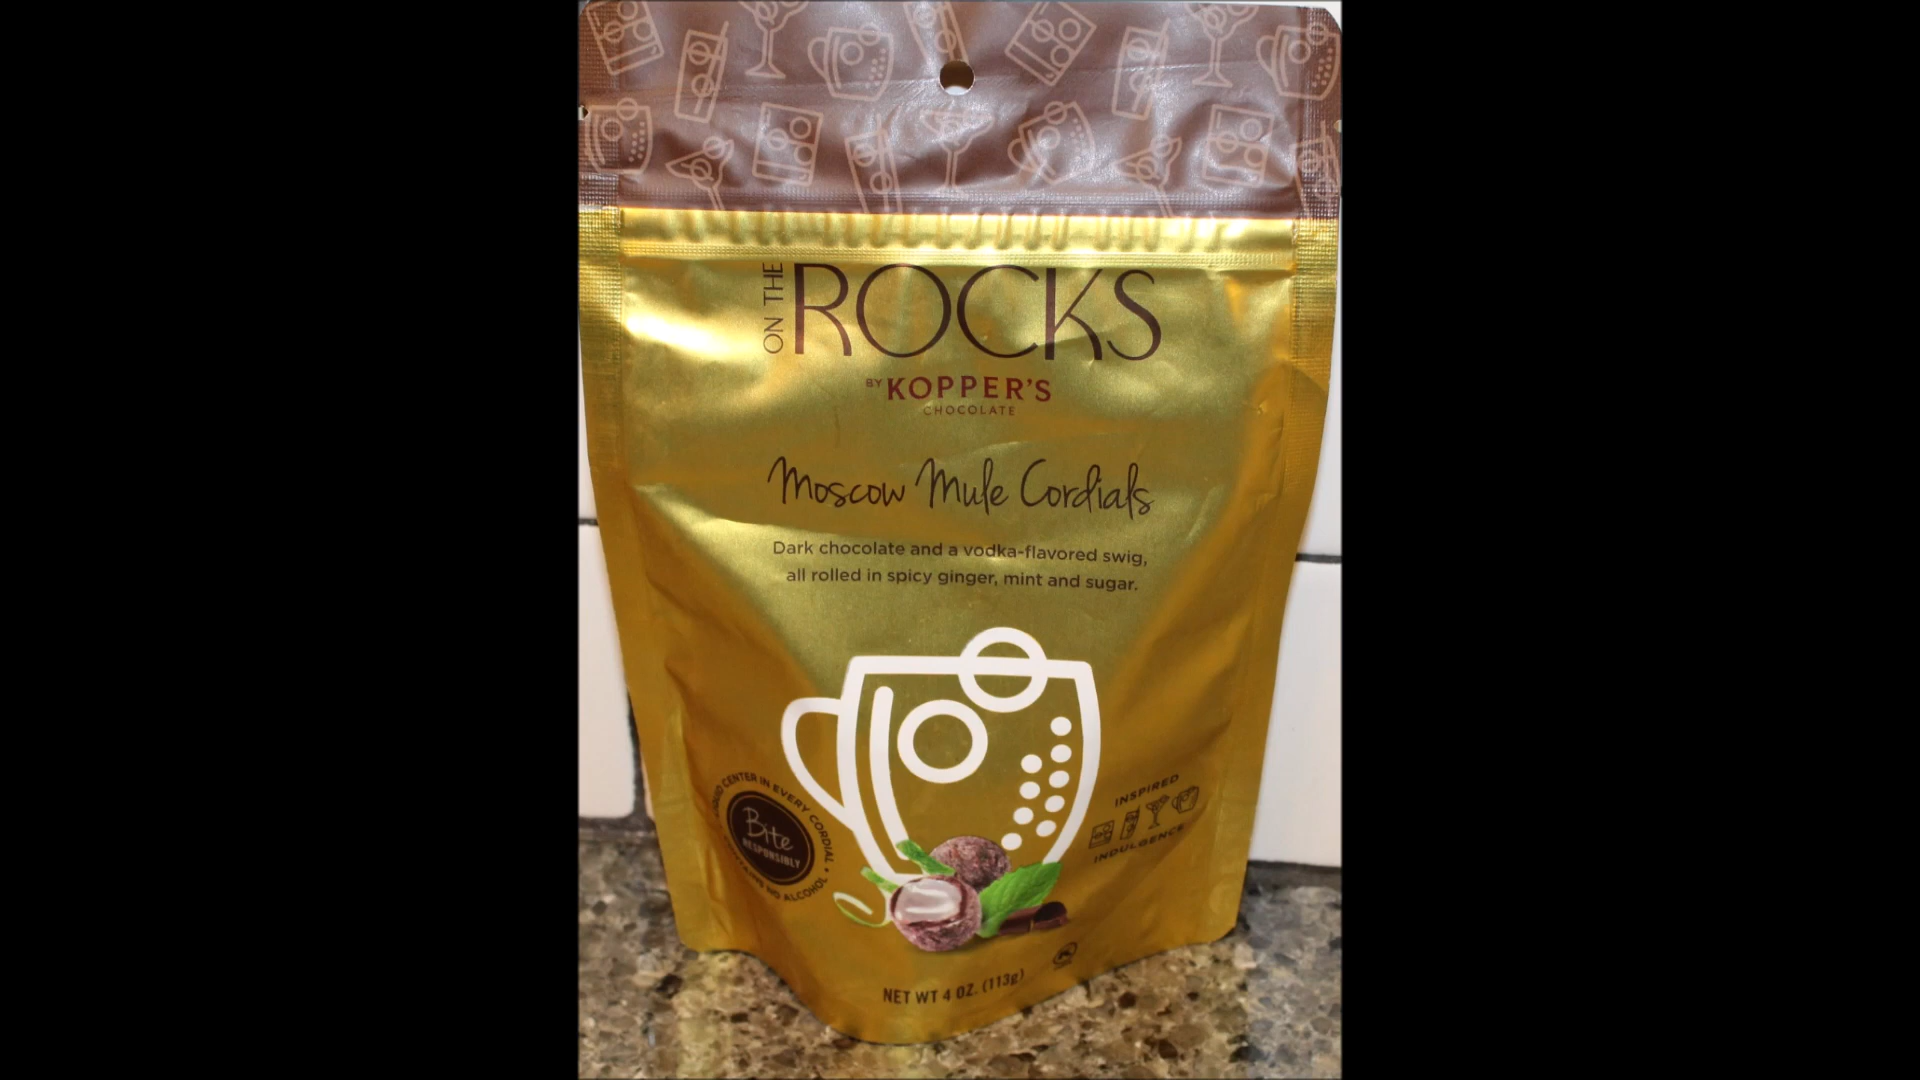 ON THE
ROCKS
BY KOPPER'S
CHOCOLATE
Moscow Mule Cordials
Dark chocolate and a vodka-flavored swig,
all rolled in spicy ginger, mint and sugar.
CENTER IN EVERY CORDIAL •
NO ALCOHOL •
Bite
RESPONSIBLY
INSPIRED
INDULGENCE
NET WT 4 OZ. (113g)